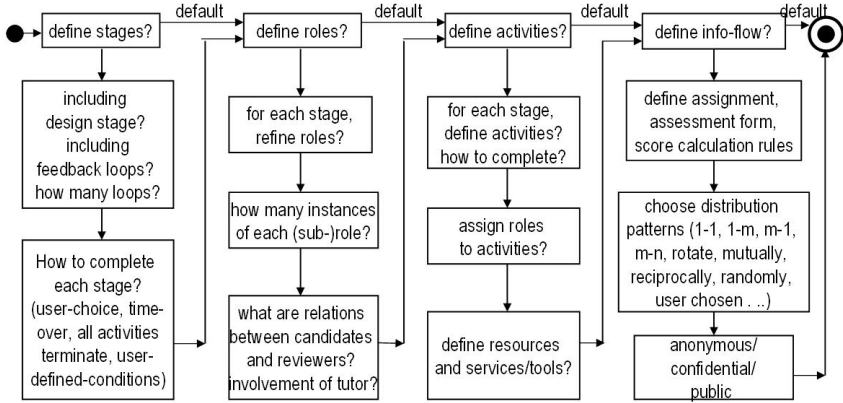 default
default
default
default
define stages?
define roles?
define activities?
define info-flow?
including
design stage?
including
feedback loops?
how many loops?
How to complete
each stage?
(user-choice, time-
over, all activities
terminate, user-
defined-conditions)
for each stage,
refine roles?
how many instances
of each (sub-)role?
what are relations
between candidates
and reviewers?
involvement of tutor?
for each stage,
define activities?
how to complete?
assign roles
to activities?
define resources
and services/tools?
define assignment,
assessment form,
score calculation rules
choose distribution
patterns (1-1, 1-m, m-1,
m-n, rotate, mutually,
reciprocally, randomly,
user chosen . ..)
anonymous/
confidential/
public